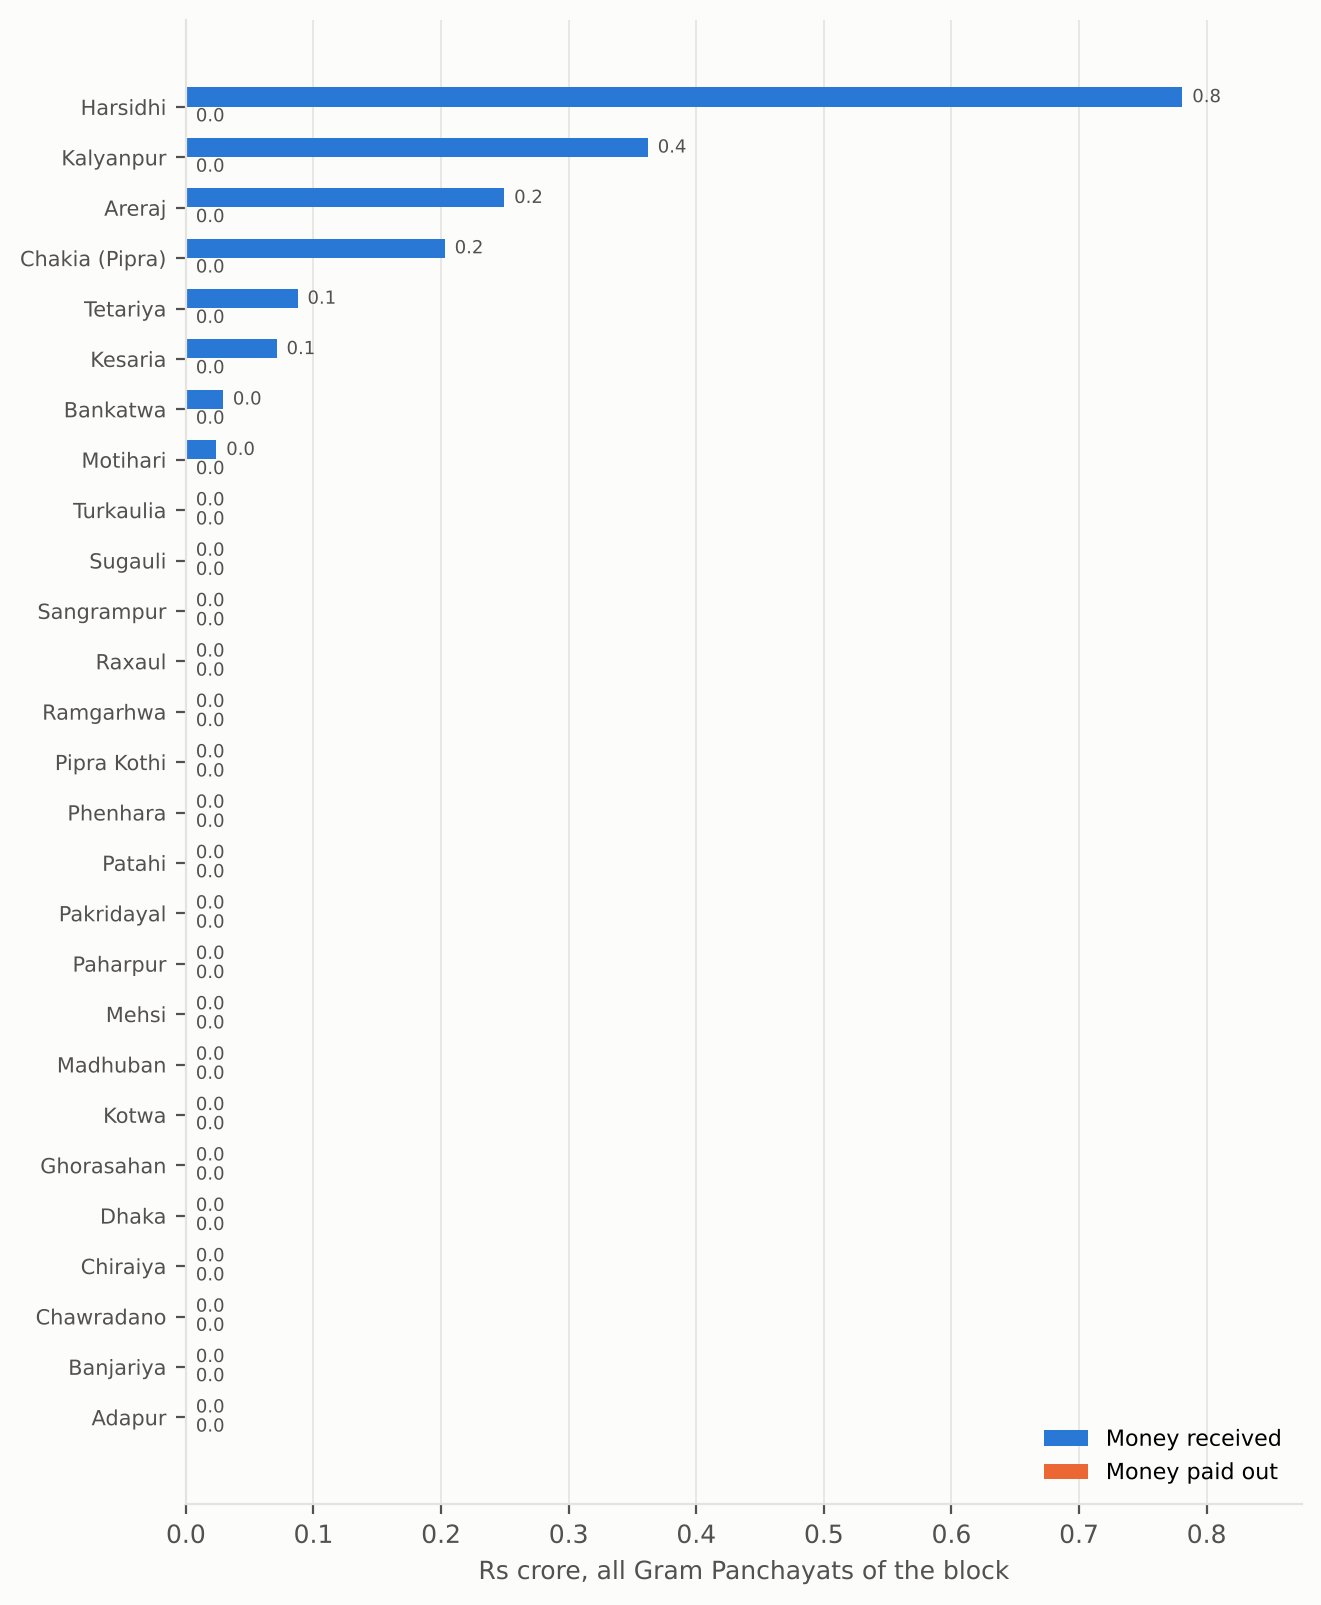 Harsidhi 0.8
0.0
Kalyanpur 0.4
0.0
Areraj 0.2
0.0
Chakia (Pipra) 0.2
0.0
Tetariya 0.1
0.0
Kesaria 0.1
0.0
Bankatwa 0.0
0.0
Motihari 0.0
0.0
Turkaulia 0.0
0.0
Sugauli 0.0
0.0
Sangrampur 0.0
0.0
Raxaul 0.0
0.0
Ramgarhwa 0.0
0.0
Pipra Kothi 0.0
0.0
Phenhara 0.0
0.0
Patahi 0.0
0.0
Pakridayal 0.0
0.0
Paharpur 0.0
0.0
Mehsi 0.0
0.0
Madhuban 0.0
0.0
Kotwa 0.0
0.0
Ghorasahan 0.0
0.0
Dhaka 0.0
0.0
Chiraiya 0.0
0.0
Chawradano 0.0
0.0
Banjariya 0.0
0.0
Adapur 0.0
0.0
Money received
Money paid out
0.0 0.1 0.2 0.3 0.4 0.5 0.6 0.7 0.8
Rs crore, all Gram Panchayats of the block